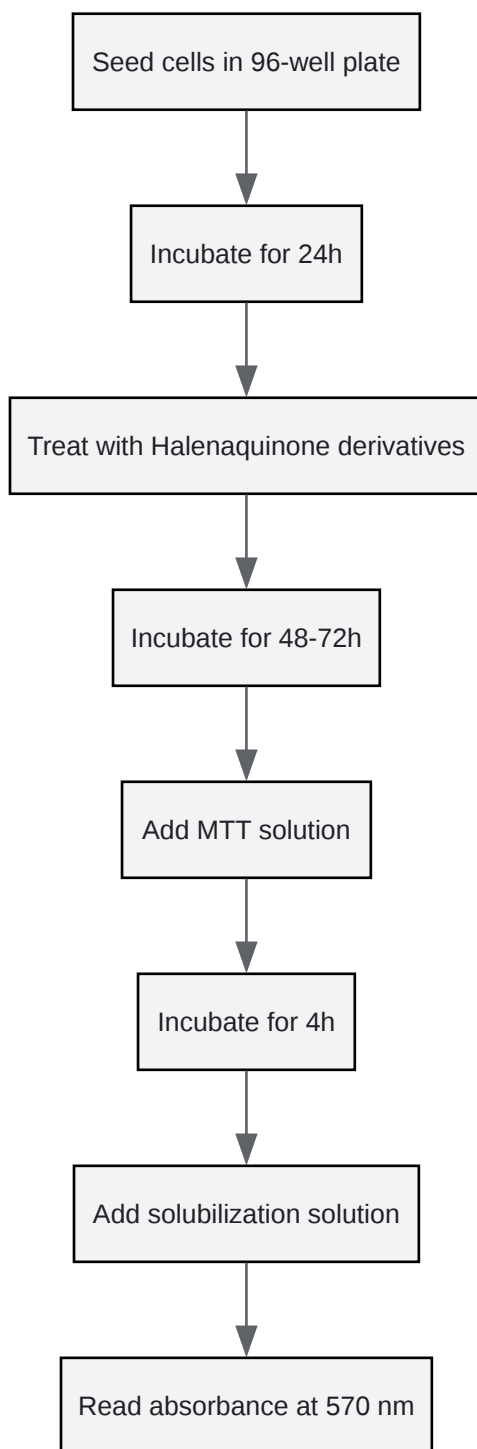 Seed cells in 96-well plate
Incubate for 24h
Treat with Halenaquinone derivatives
Incubate for 48-72h
Add MTT solution
Incubate for 4h
Add solubilization solution
Read absorbance at 570 nm